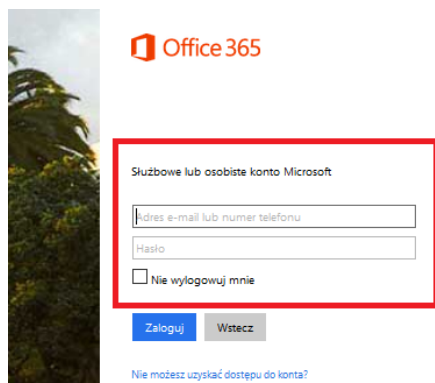 Office 365
Służbowe lub osobiste konto Microsoft
Adres e-mail lub numer telefonu
Hasło
Nie wylogowuj mnie
Zaloguj Wstecz
Nie możesz uzyskać dostępu do konta?